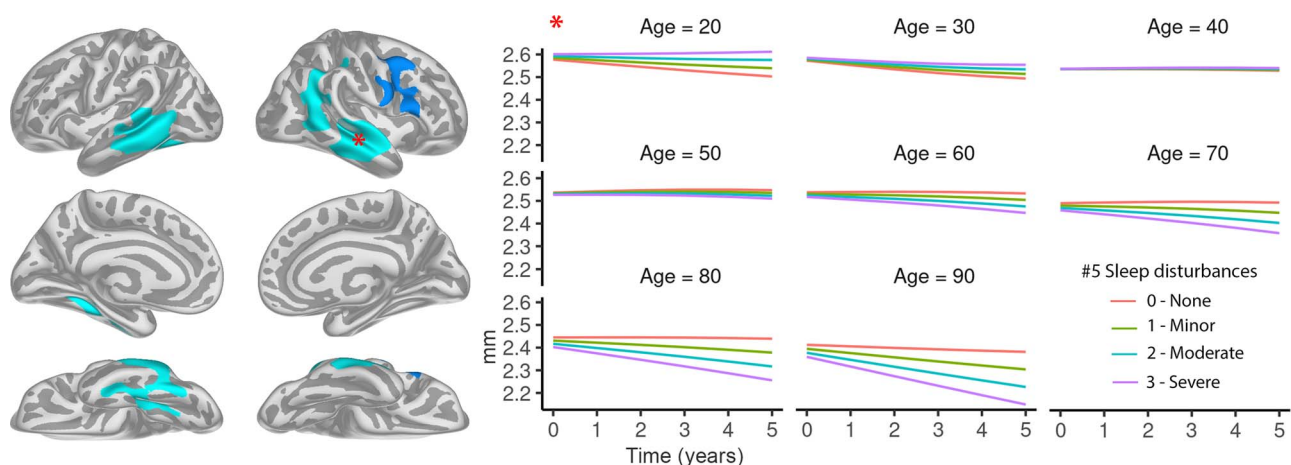 *
Age = 20
Age = 30
Age = 40
2.6
2.5
2.4
2.3
2.2
*
Age = 50
Age = 60
Age = 70
2.6
2.5
2.4
2.3
2.2
#5 Sleep disturbances
0 - None
1 - Minor
2 - Moderate
3 - Severe
Age = 80
Age = 90
2.6
2.5
2.4
2.3
2.2
mm
0 1 2 3 4 5
0 1 2 3 4 5
0 1 2 3 4 5
Time (years)